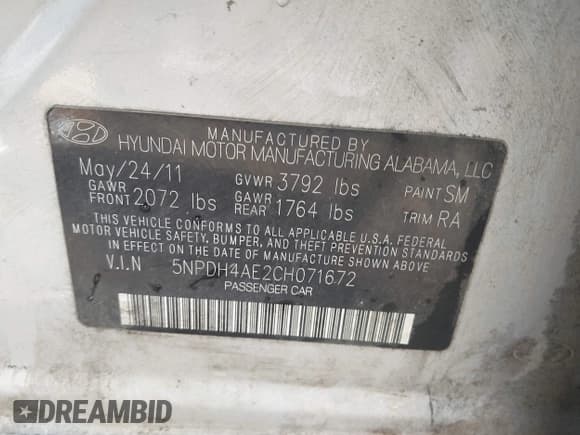 MANUFACTURED BY
HYUNDAI MOTOR MANUFACTURING ALABAMA, LLC
May/24/11 GVWR 3792 lbs PAINT SM
GAWR FRONT 2072 lbs GAWR REAR 1764 lbs TRIM RA
THIS VEHICLE CONFORMS TO ALL APPLICABLE U.S.A. FEDERAL
MOTOR VEHICLE SAFETY, BUMPER, AND THEFT PREVENTION STANDARDS
IN EFFECT ON THE DATE OF MANUFACTURE SHOWN ABOVE.
V.I.N 5NPDH4AE2CH071672
PASSENGER CAR
DREAMBID